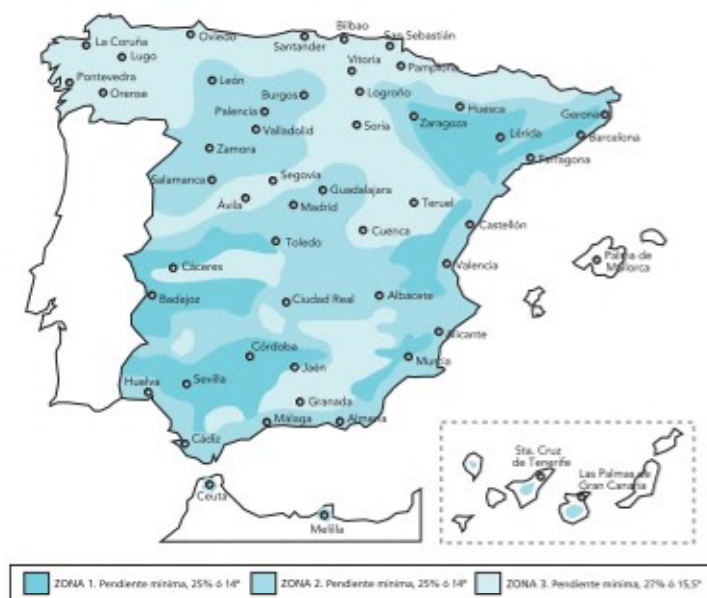 Bilbao
La Coruña
Oviedo
Santander
San Sebastián
Lugo
Vitoria
Pamplona
Pontevedra
León
Orense
Burgos
Logroño
Huesca
Palencia
Gerona
Zaragoza
Valladolid
Soria
Lérida
Barcelona
Zamora
Tarragona
Salamanca
Segovia
Guadalajara
Ávila
Madrid
Teruel
Castellón
Cuenca
Toledo
Palma de
Mallorca
Cáceres
Valencia
Badajoz
Ciudad Real
Albacete
Alicante
Córdoba
Murcia
Jaén
Huelva
Sevilla
Granada
Málaga
Almería
Cádiz
Sta. Cruz
de Tenerife
Las Palmas de
Gran Canaria
Ceuta
Melilla
ZONA 1. Pendiente mínima, 25% ó 14º
ZONA 2. Pendiente mínima, 25% ó 14º
ZONA 3. Pendiente mínima, 27% ó 15,5º